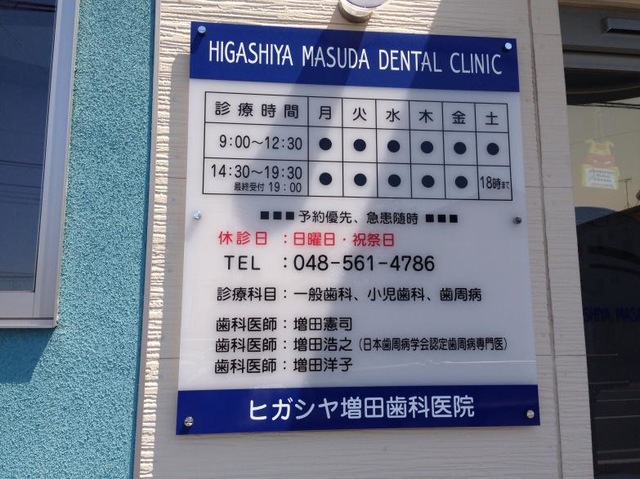 HIGASHIYA MASUDA DENTAL CLINIC
診療時間 月 火 水 木 金 土
9:00～12:30 ● ● ● ● ● ●
14:30～19:30 ● ● ● ● ● 18時まで
最終受付 19:00
■■■ 予約優先、急患随時 ■■■
休診日 ：日曜日・祝祭日
TEL ：048-561-4786
診療科目：一般歯科、小児歯科、歯周病
歯科医師：増田憲司
歯科医師：増田浩之（日本歯周病学会認定歯周病専門医）
歯科医師：増田洋子
ヒガシヤ増田歯科医院